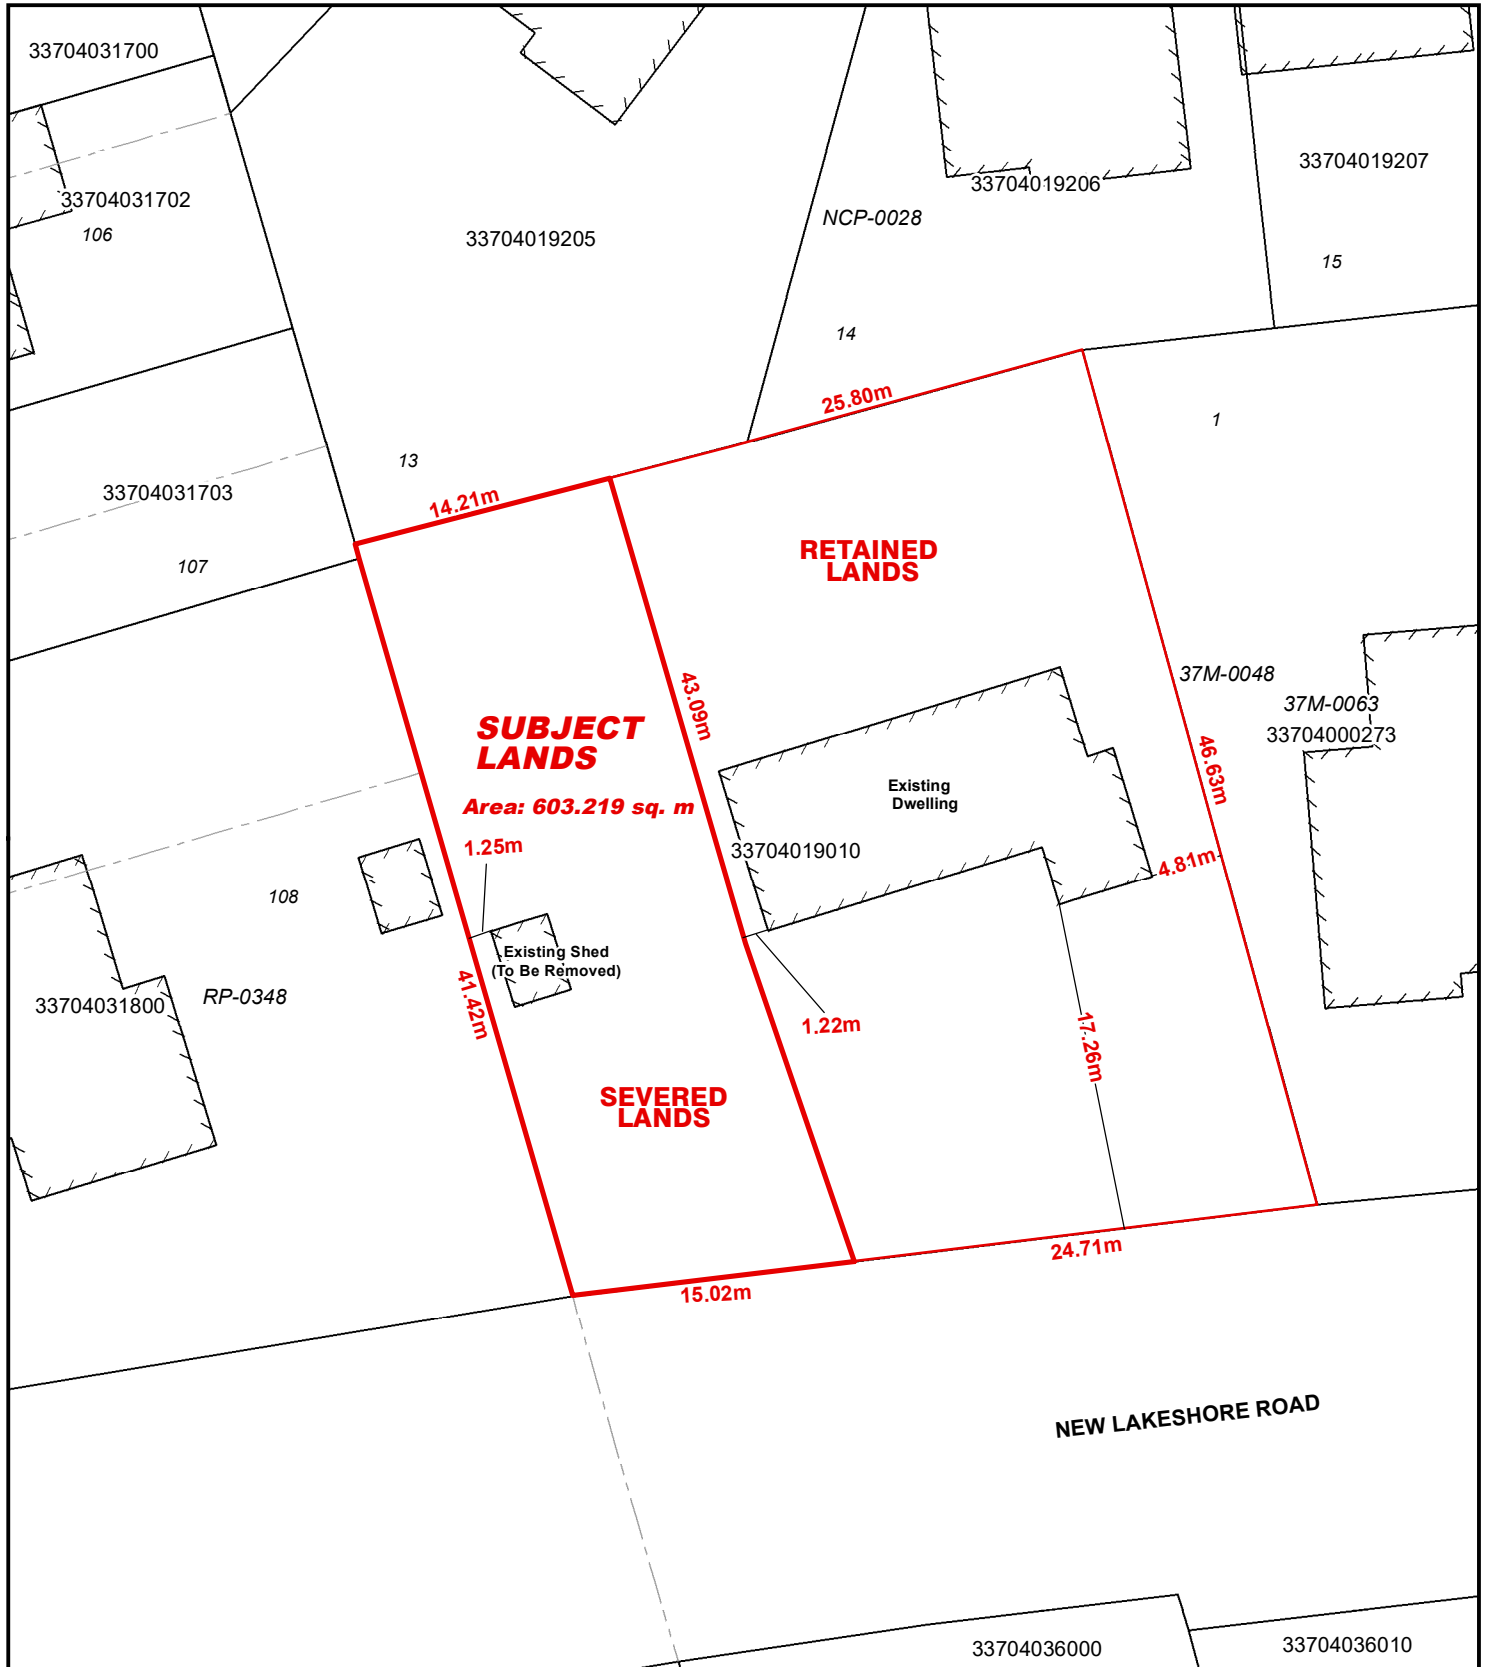 33704031700
33704019207
33704019206
33704031702
NCP-0028
106
33704019205
15
14
25.80m
1
13
33704031703
14.21m
RETAINED
LANDS
107
37M-0048
43.09m
37M-0063
SUBJECT
LANDS
33704000273
46.63m
Existing
Dwelling
Area: 603.219 sq. m
1.25m
33704019010
4.81m
108
Existing Shed
(To Be Removed)
RP-0348
33704031800
41.42m
1.22m
17.26m
SEVERED
LANDS
24.71m
15.02m
NEW LAKESHORE ROAD
33704036000
33704036010